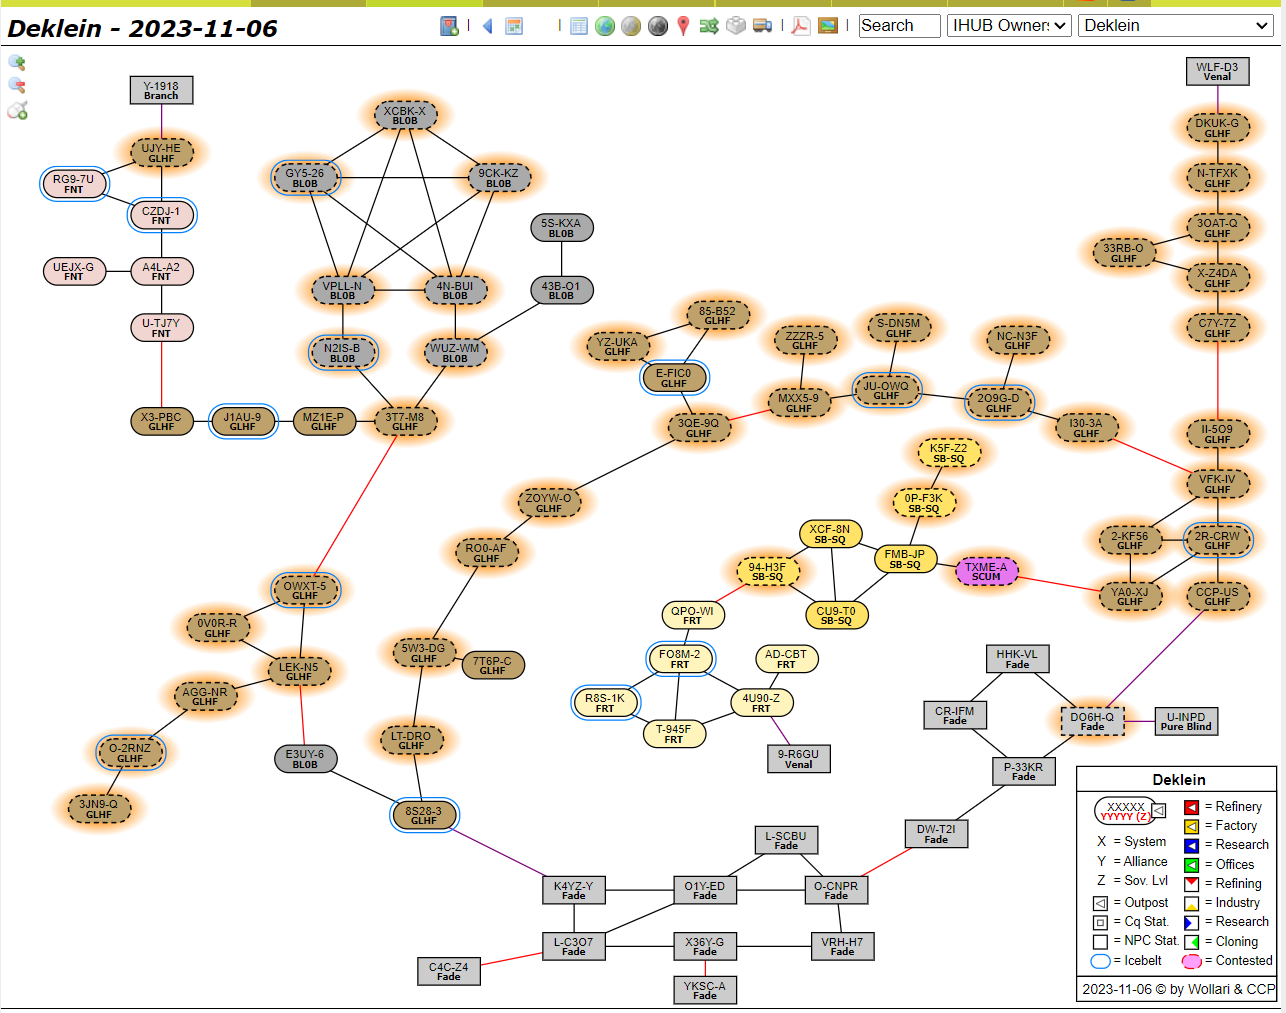 Deklein - 2023-11-06
Search
IHUB Owner:
Deklein
Y-1918
Branch
WLF-D3
Venal
XCBK-X
BL0B
DKUK-G
GLHF
UJY-HE
GLHF
RG9-7U
FNT
GY5-26
BL0B
9CK-KZ
BL0B
N-TFXK
GLHF
CZDJ-1
FNT
5S-KXA
BL0B
3OAT-Q
GLHF
33RB-O
GLHF
UEJX-G
FNT
A4L-A2
FNT
X-Z4DA
GLHF
VPLL-N
BL0B
4N-BUI
BL0B
43B-O1
BL0B
85-B52
GLHF
U-TJ7Y
FNT
S-DN5M
GLHF
C7Y-7Z
GLHF
YZ-UKA
GLHF
ZZZR-5
GLHF
NC-N3F
GLHF
N2IS-B
BL0B
WUZ-WM
BL0B
E-FIC0
GLHF
JU-OWQ
GLHF
MXX5-9
GLHF
2O9G-D
GLHF
X3-PBC
GLHF
J1AU-9
GLHF
MZ1E-P
GLHF
3T7-M8
GLHF
3QE-9Q
GLHF
I30-3A
GLHF
II-5O9
GLHF
K5F-Z2
SB-SQ
VFK-IV
GLHF
ZOYW-O
GLHF
0P-F3K
SB-SQ
XCF-8N
SB-SQ
2-KF56
GLHF
2R-CRW
GLHF
RO0-AF
GLHF
FMB-JP
SB-SQ
94-H3F
SB-SQ
TXME-A
SCUM
OWXT-5
GLHF
YA0-XJ
GLHF
CCP-US
GLHF
QPO-WI
FRT
CU9-T0
SB-SQ
0V0R-R
GLHF
5W3-DG
GLHF
7T6P-C
GLHF
FO8M-2
FRT
AD-CBT
FRT
HHK-VL
Fade
LEK-N5
GLHF
AGG-NR
GLHF
R8S-1K
FRT
4U90-Z
FRT
CR-IFM
Fade
DO6H-Q
Fade
U-INPD
Pure Blind
T-945F
FRT
LT-DRO
GLHF
O-2RNZ
GLHF
E3UY-6
BL0B
9-R6GU
Venal
P-33KR
Fade
3JN9-Q
GLHF
8S28-3
GLHF
L-SCBU
Fade
DW-T2I
Fade
K4YZ-Y
Fade
O1Y-ED
Fade
O-CNPR
Fade
L-C3O7
Fade
X36Y-G
Fade
VRH-H7
Fade
C4C-Z4
Fade
YKSC-A
Fade
Deklein
XXXXX
YYYYY (Z)
X = System
Y = Alliance
Z = Sov. Lvl
= Outpost
= Cq Stat.
= NPC Stat.
= Icebelt
= Refinery
= Factory
= Research
= Offices
= Refining
= Industry
= Research
= Cloning
= Contested
2023-11-06 © by Wollari & CCP